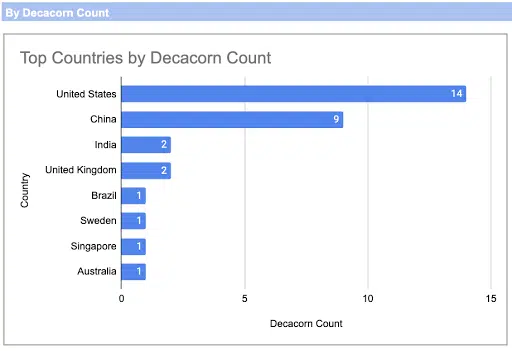 By Decacorn Count
Top Countries by Decacorn Count
Country
United States 14
China 9
India 2
United Kingdom 2
Brazil 1
Sweden 1
Singapore 1
Australia 1
0 5 10 15
Decacorn Count